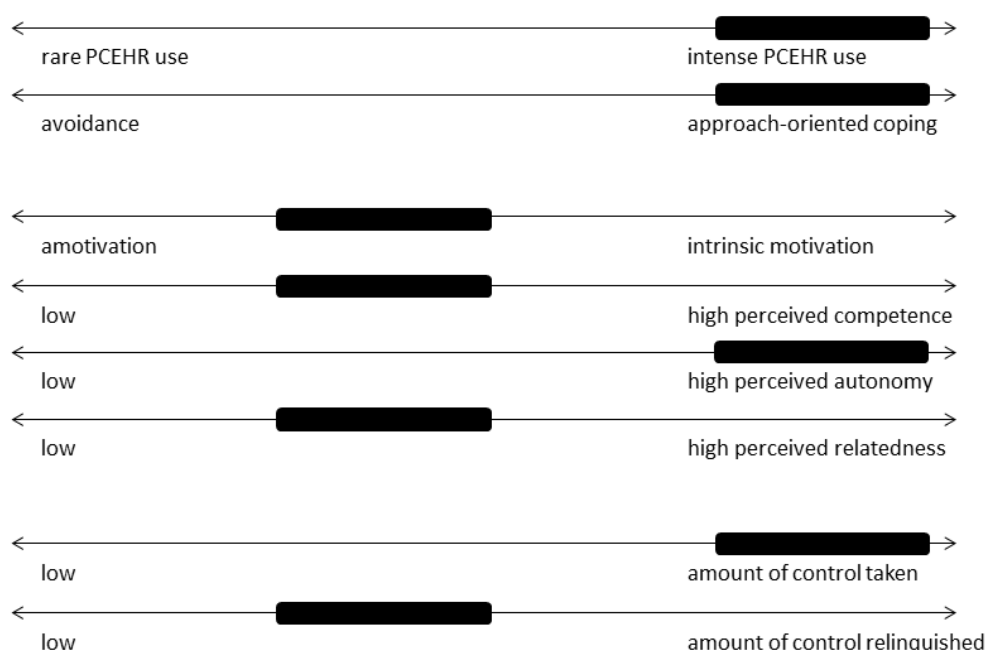 rare PCEHR use intense PCEHR use
avoidance approach-oriented coping
amotivation intrinsic motivation
low high perceived competence
low high perceived autonomy
low high perceived relatedness
low amount of control taken
low amount of control relinquished